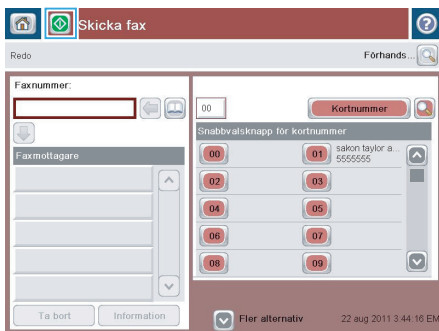 Skicka fax
Redo
Förhands...
Faxnummer:
00
Kortnummer
Snabbvalsknapp för kortnummer
Faxmottagare
00
01
sakon taylor a...
5555555
02
03
04
05
06
07
08
09
Ta bort
Information
Fler alternativ
22 aug 2011 3:44:16 EM